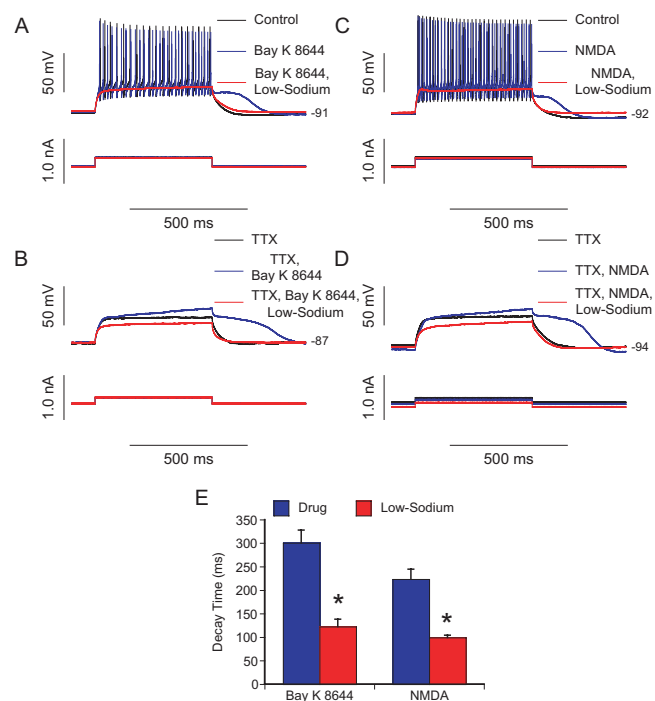 A
Control
Bay K 8644
Bay K 8644,
Low-Sodium
50 mV
-91
1.0 nA
500 ms
C
Control
NMDA
NMDA,
Low-Sodium
50 mV
-92
1.0 nA
500 ms
B
TTX
TTX,
Bay K 8644
TTX, Bay K 8644,
Low-Sodium
50 mV
-87
1.0 nA
500 ms
D
TTX
TTX, NMDA
TTX, NMDA,
Low-Sodium
50 mV
-94
1.0 nA
500 ms
E
Drug
Low-Sodium
Decay Time (ms)
350
300
250
200
150
100
50
0
*
*
Bay K 8644
NMDA